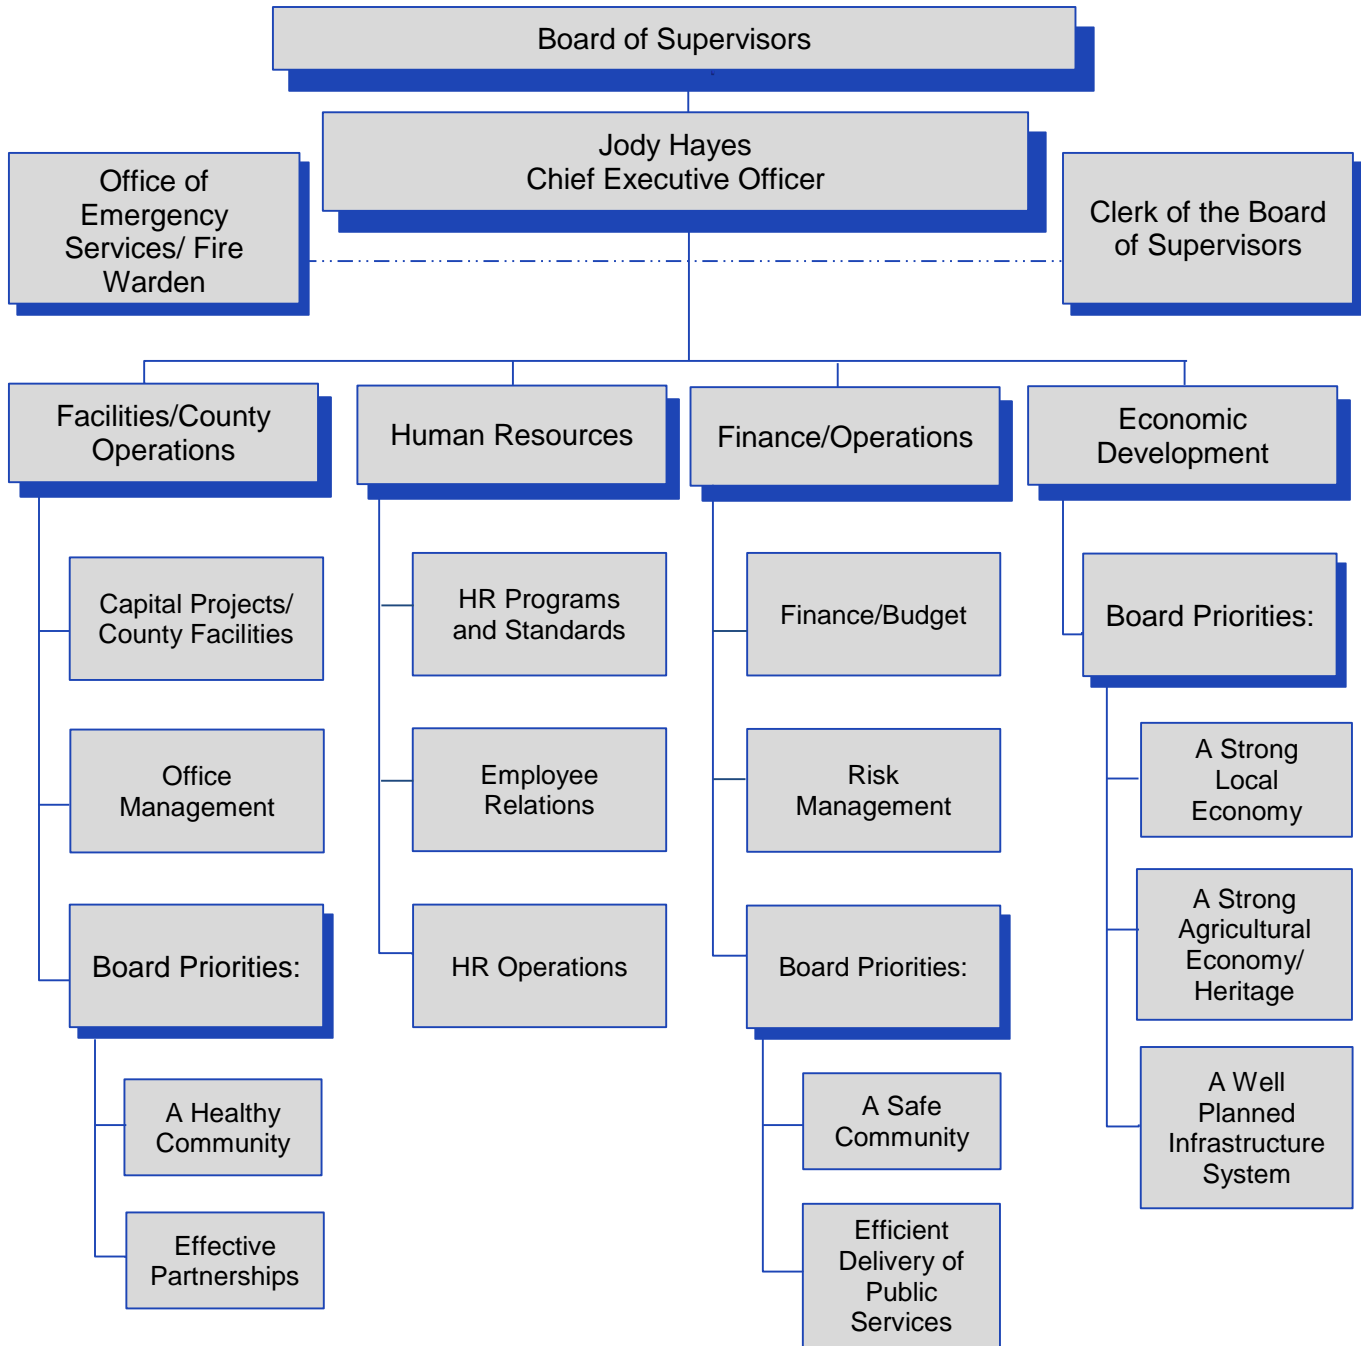 Board of Supervisors
Jody Hayes
Chief Executive Officer
Office of
Emergency
Services/ Fire
Warden
Clerk of the Board
of Supervisors
Facilities/County
Operations
Human Resources
Finance/Operations
Economic
Development
Capital Projects/
County Facilities
Office
Management
Board Priorities:
A Healthy
Community
Effective
Partnerships
HR Programs
and Standards
Employee
Relations
HR Operations
Finance/Budget
Risk
Management
Board Priorities:
A Safe
Community
Efficient
Delivery of
Public
Services
Board Priorities:
A Strong
Local
Economy
A Strong
Agricultural
Economy/
Heritage
A Well
Planned
Infrastructure
System